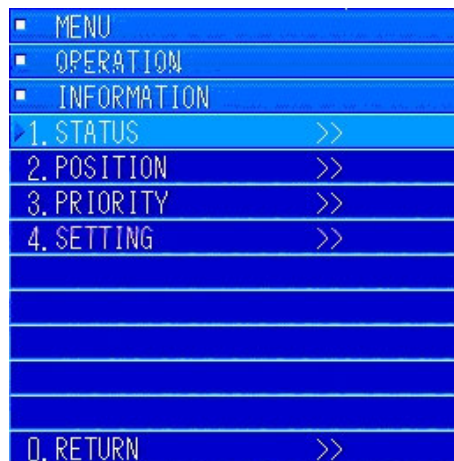 MENU
OPERATION
INFORMATION
1. STATUS >>
2. POSITION >>
3. PRIORITY >>
4. SETTING >>
0. RETURN >>